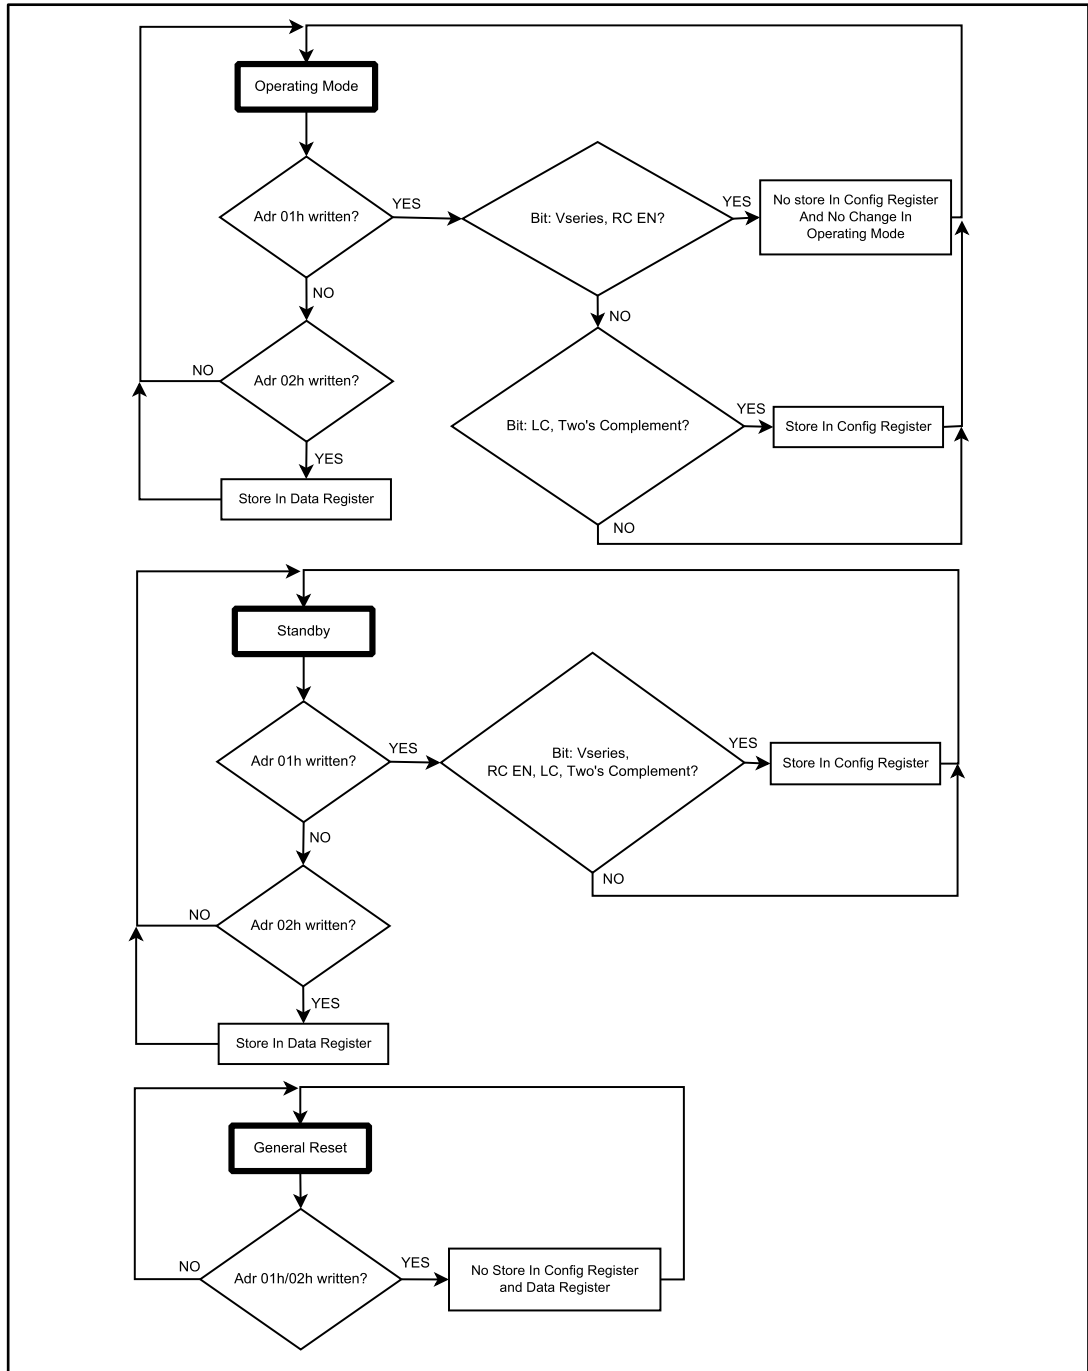 Operating Mode
Adr 01h written?
YES
Bit: Vseries, RC EN?
YES
No store In Config Register
And No Change In
Operating Mode
NO
NO
Adr 02h written?
NO
Bit: LC, Two's Complement?
YES
Store In Config Register
YES
Store In Data Register
NO
Standby
Adr 01h written?
YES
Bit: Vseries,
RC EN, LC, Two's Complement?
YES
Store In Config Register
NO
NO
Adr 02h written?
NO
YES
Store In Data Register
General Reset
Adr 01h/02h written?
NO
YES
No Store In Config Register
and Data Register